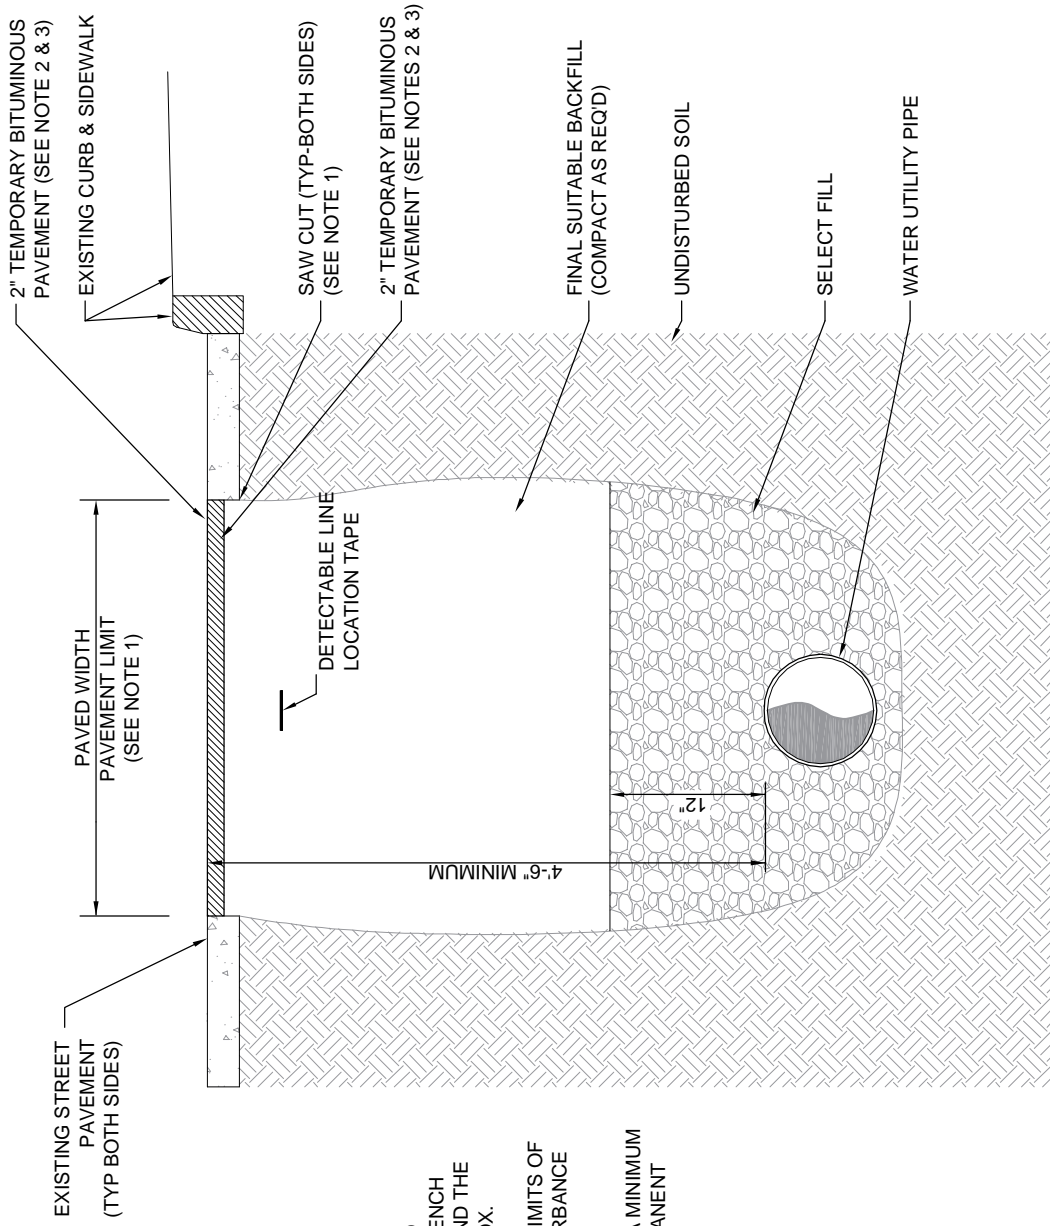 2" TEMPORARY BITUMINOUS
PAVEMENT (SEE NOTE 2 & 3)
EXISTING CURB & SIDEWALK
SAW CUT (TYP-BOTH SIDES)
(SEE NOTE 1)
2" TEMPORARY BITUMINOUS
PAVEMENT (SEE NOTES 2 & 3)
FINAL SUITABLE BACKFILL
(COMPACT AS REQ'D)
UNDISTURBED SOIL
SELECT FILL
WATER UTILITY PIPE
DETECTABLE LINE
LOCATION TAPE
PAVED WIDTH
PAVEMENT LIMIT
(SEE NOTE 1)
12"
4'-6" MINIMUM
EXISTING STREET
PAVEMENT
(TYP BOTH SIDES)
ENCH
ND THE
OX.
IMITS OF
RBANCE
A MINIMUM
ANENT